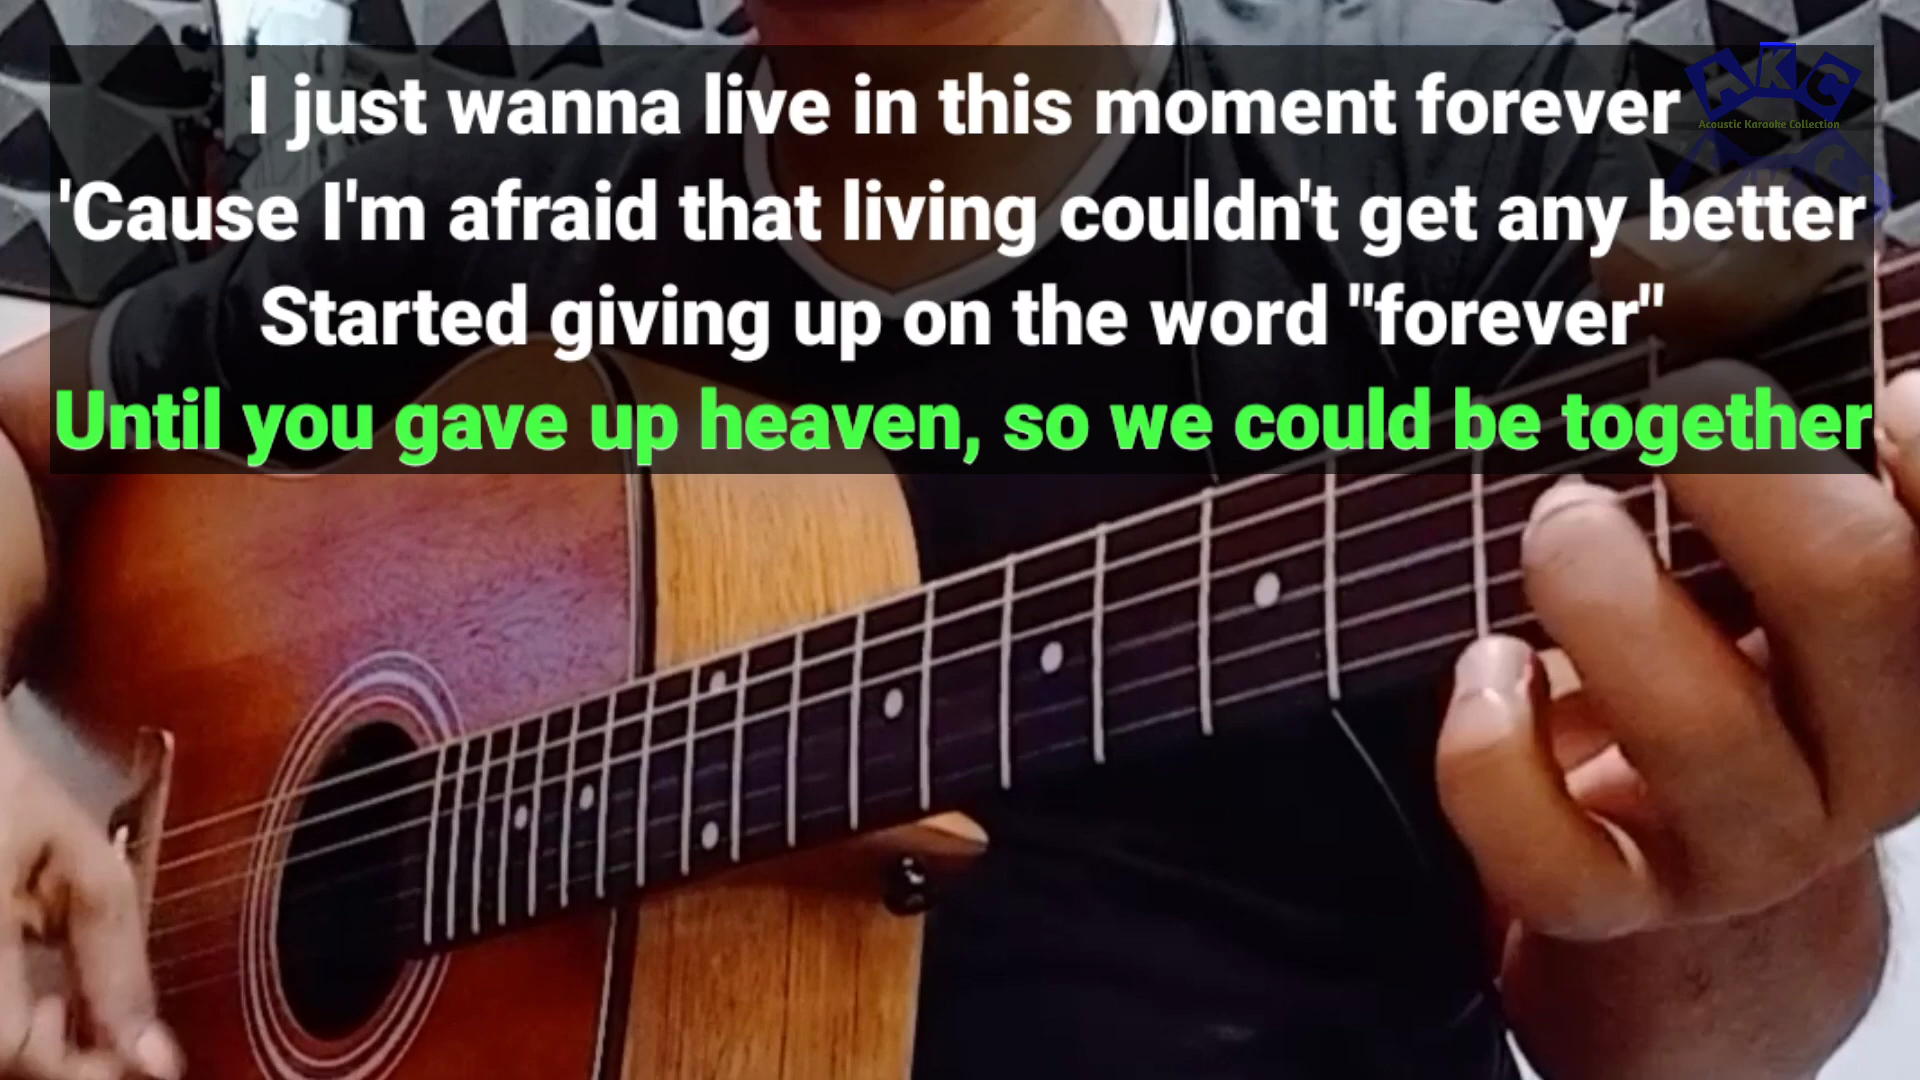 I just wanna live in this moment forever
'Cause I'm afraid that living couldn't get any better
Started giving up on the word "forever"
Until you gave up heaven, so we could be together
AKC
Acoustic Karaoke Collection